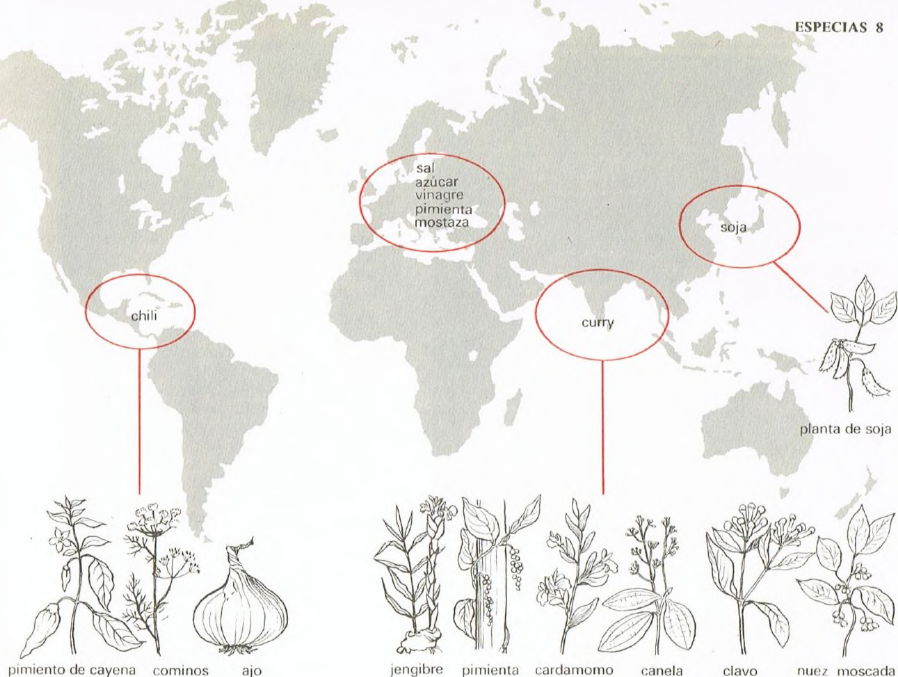 ESPECIAS 8
sal
azúcar
vinagre
pimienta
mostaza
soja
chili
curry
planta de soja
pimiento de cayena cominos ajo jengibre pimienta cardamomo canela clavo nuez moscada